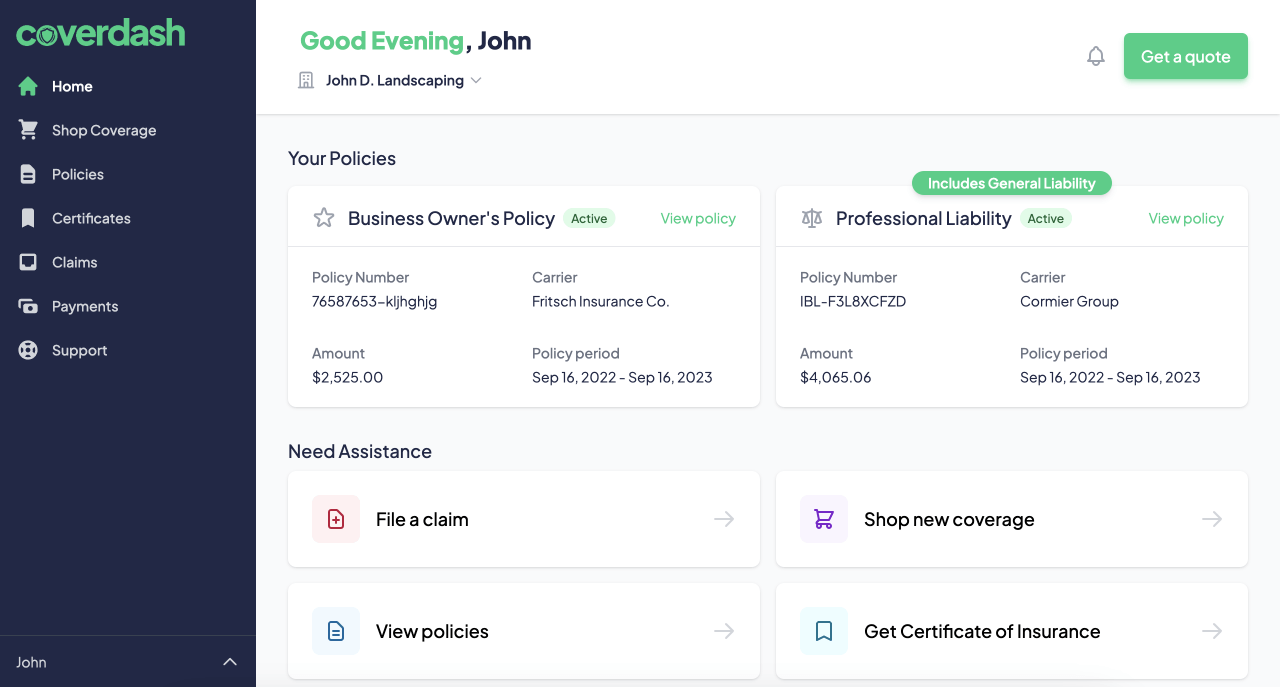 coverdash
Home
Shop Coverage
Policies
Certificates
Claims
Payments
Support
John
Good Evening, John
John D. Landscaping
Get a quote
Your Policies
Business Owner's Policy Active View policy
Policy Number Carrier
76587653-kljhghjg Fritsch Insurance Co.
Amount Policy period
$2,525.00 Sep 16, 2022 - Sep 16, 2023
Includes General Liability
Professional Liability Active View policy
Policy Number Carrier
IBL-F3L8XCFZD Cormier Group
Amount Policy period
$4,065.06 Sep 16, 2022 - Sep 16, 2023
Need Assistance
File a claim
Shop new coverage
View policies
Get Certificate of Insurance